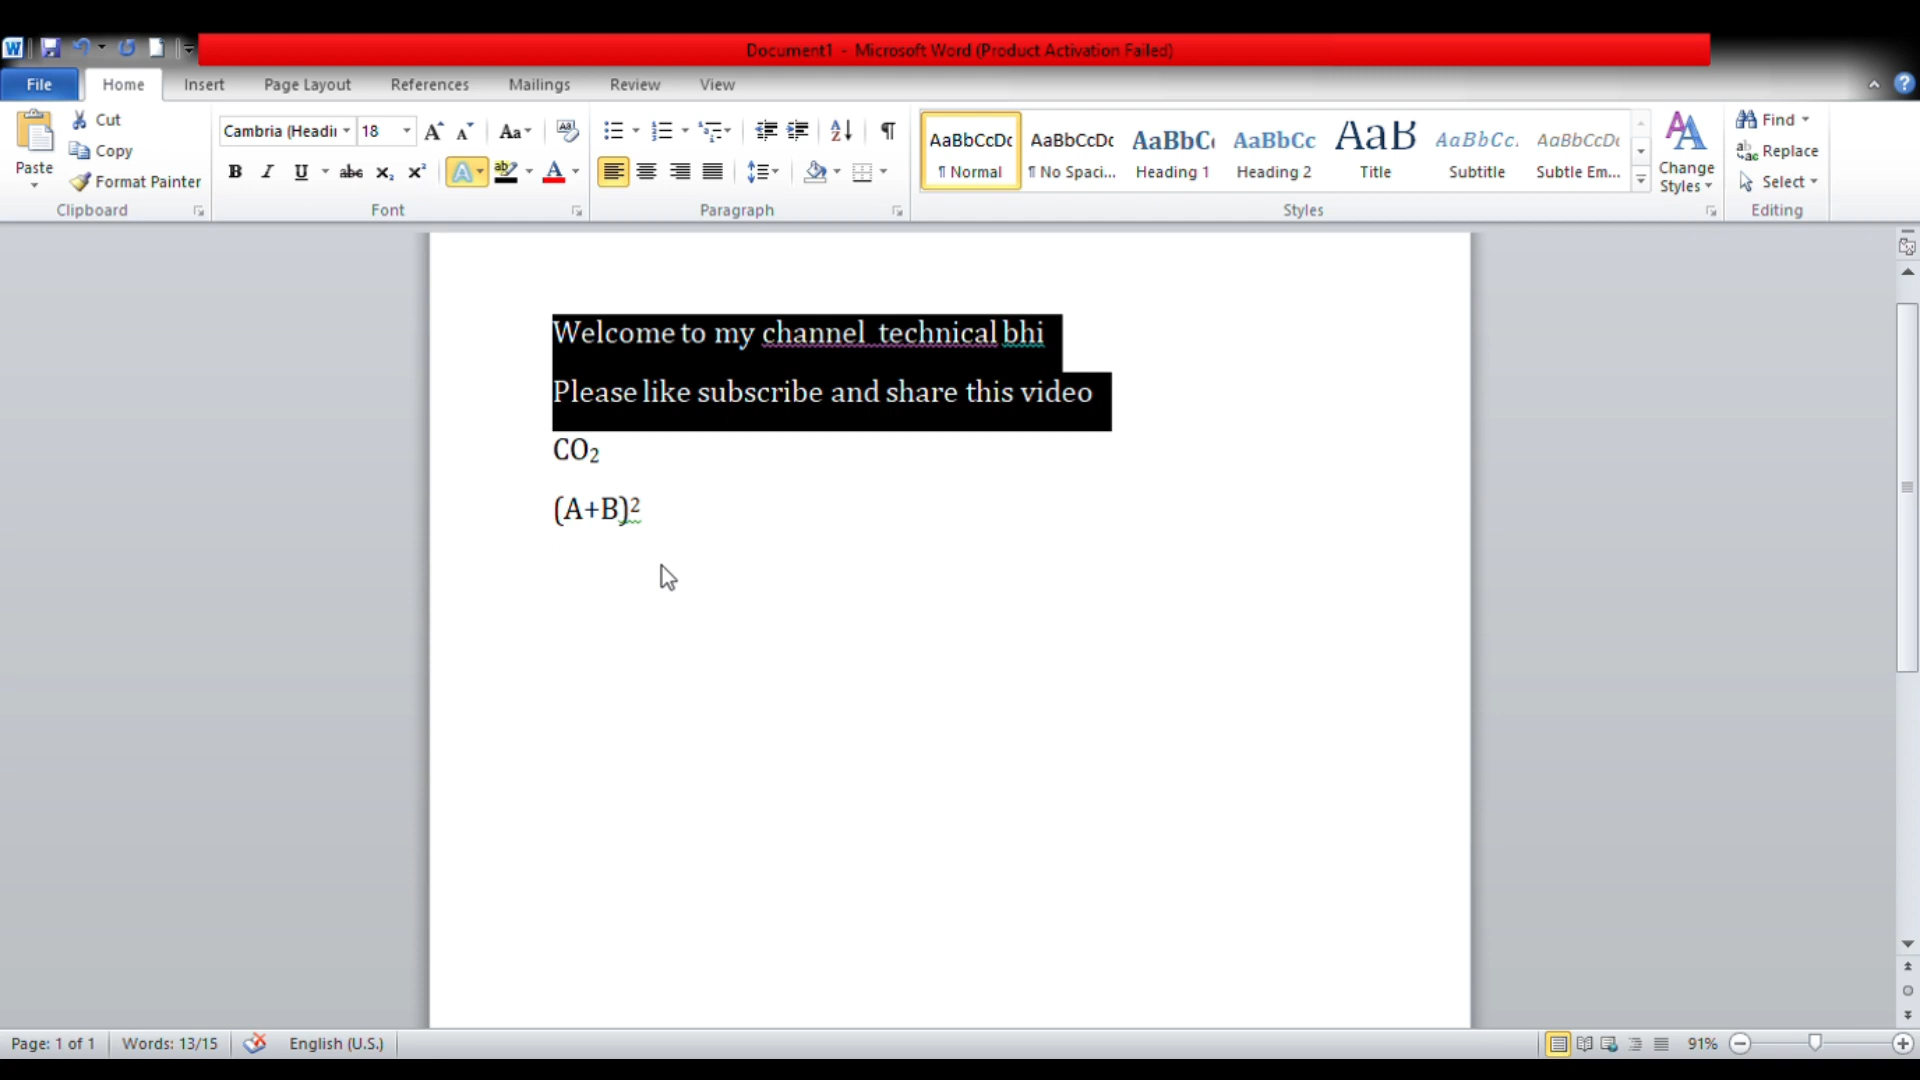 Document1 - Microsoft Word (Product Activation Failed)
File Home Insert Page Layout References Mailings Review View
Paste
Cut
Copy
Format Painter
Clipboard
Cambria (Headii 18
Font
Paragraph
AaBbCcDc AaBbCcDc AaBbC AaBbCc AaB AaBbCc. AaBbCcDc
¶ Normal ¶ No Spaci... Heading 1 Heading 2 Title Subtitle Subtle Em...
Change
Styles
Styles
Find
Replace
Select
Editing
Welcome to my channel technical bhi
Please like subscribe and share this video
CO₂
(A+B)²
Page: 1 of 1 Words: 13/15 English (U.S.) 91%